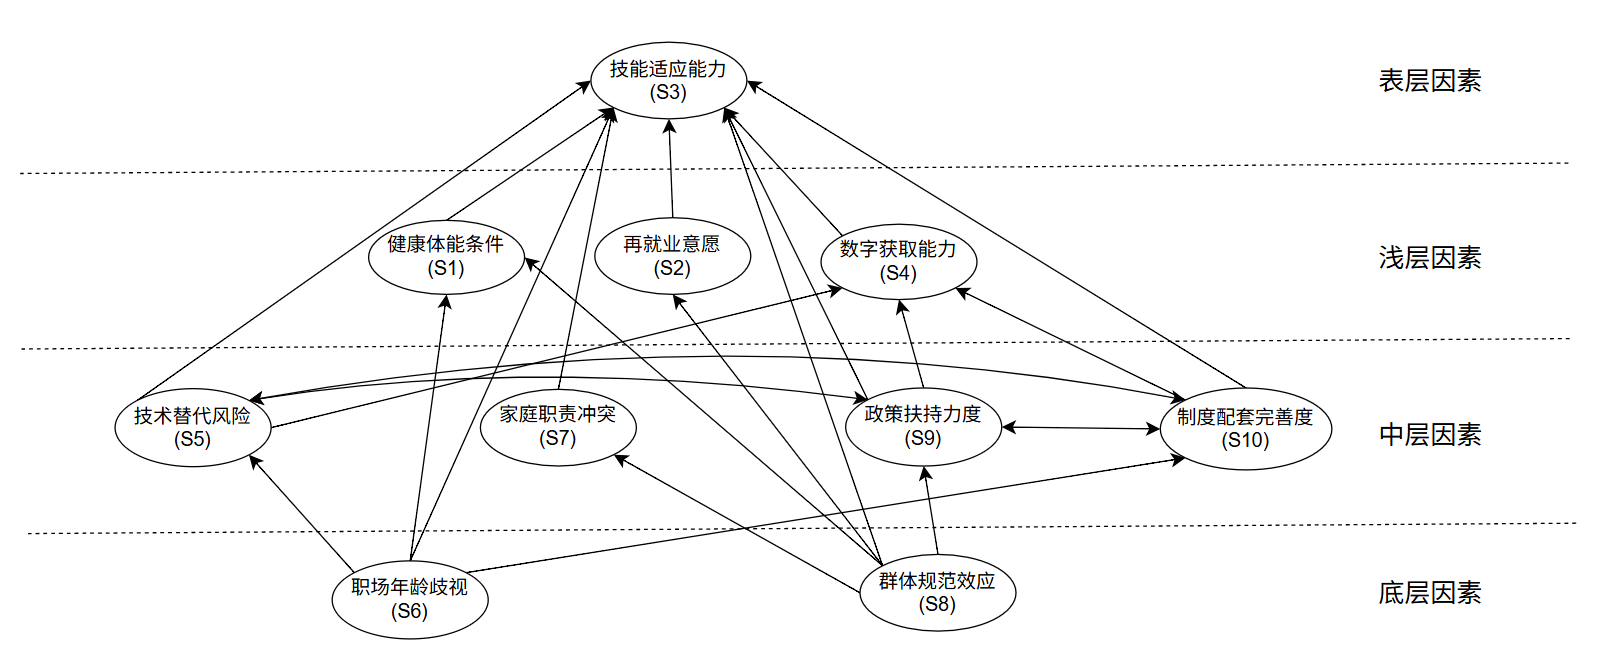 技能适应能力
(S3)
表层因素
健康体能条件
(S1)
再就业意愿
(S2)
数字获取能力
(S4)
浅层因素
技术替代风险
(S5)
家庭职责冲突
(S7)
政策扶持力度
(S9)
制度配套完善度
(S10)
中层因素
职场年龄歧视
(S6)
群体规范效应
(S8)
底层因素